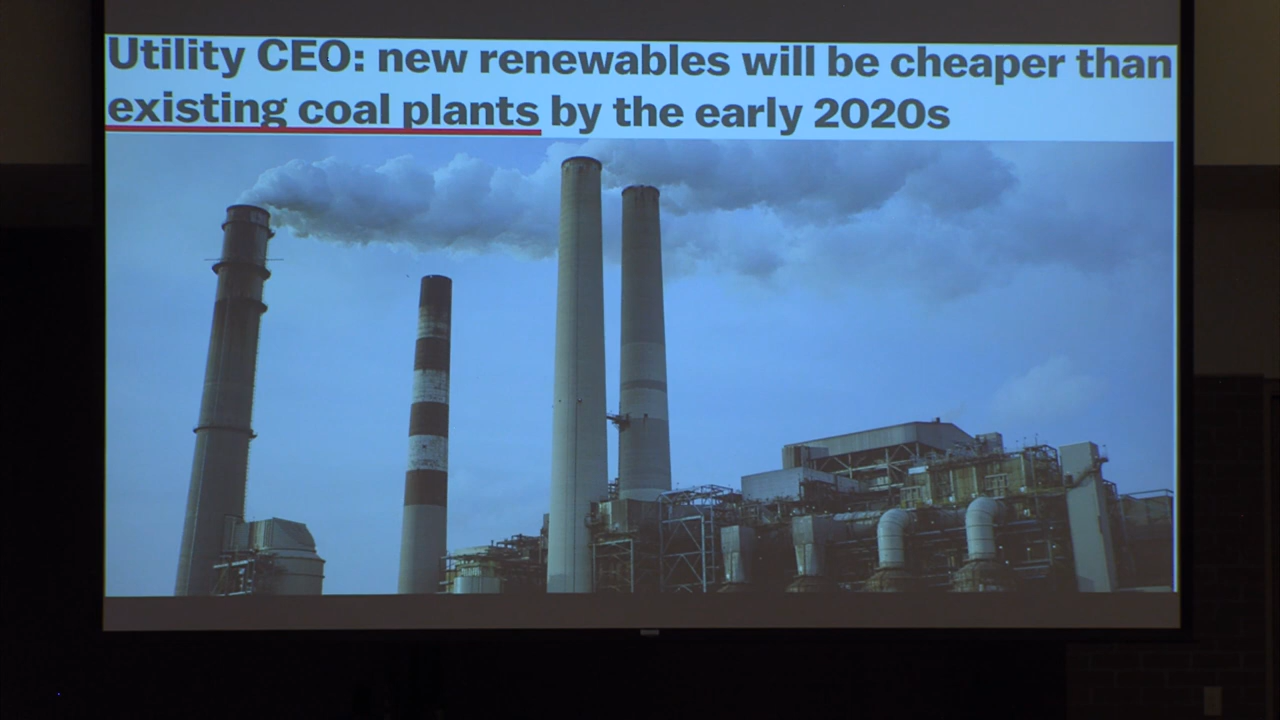 Utility CEO: new renewables will be cheaper than
existing coal plants by the early 2020s